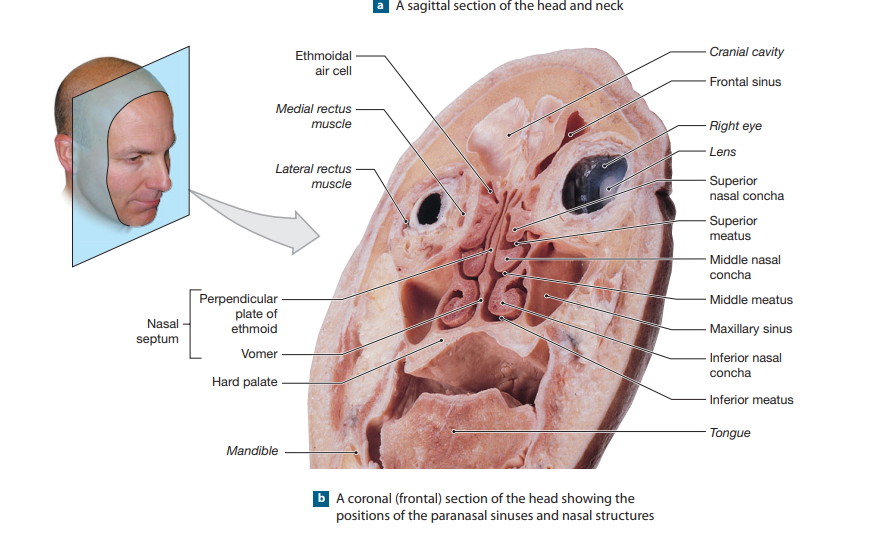 a A sagittal section of the head and neck
Ethmoidal
air cell
Medial rectus
muscle
Lateral rectus
muscle
Nasal
septum
Perpendicular
plate of
ethmoid
Vomer
Hard palate
Mandible
Cranial cavity
Frontal sinus
Right eye
Lens
Superior
nasal concha
Superior
meatus
Middle nasal
concha
Middle meatus
Maxillary sinus
Inferior nasal
concha
Inferior meatus
Tongue
b A coronal (frontal) section of the head showing the
positions of the paranasal sinuses and nasal structures